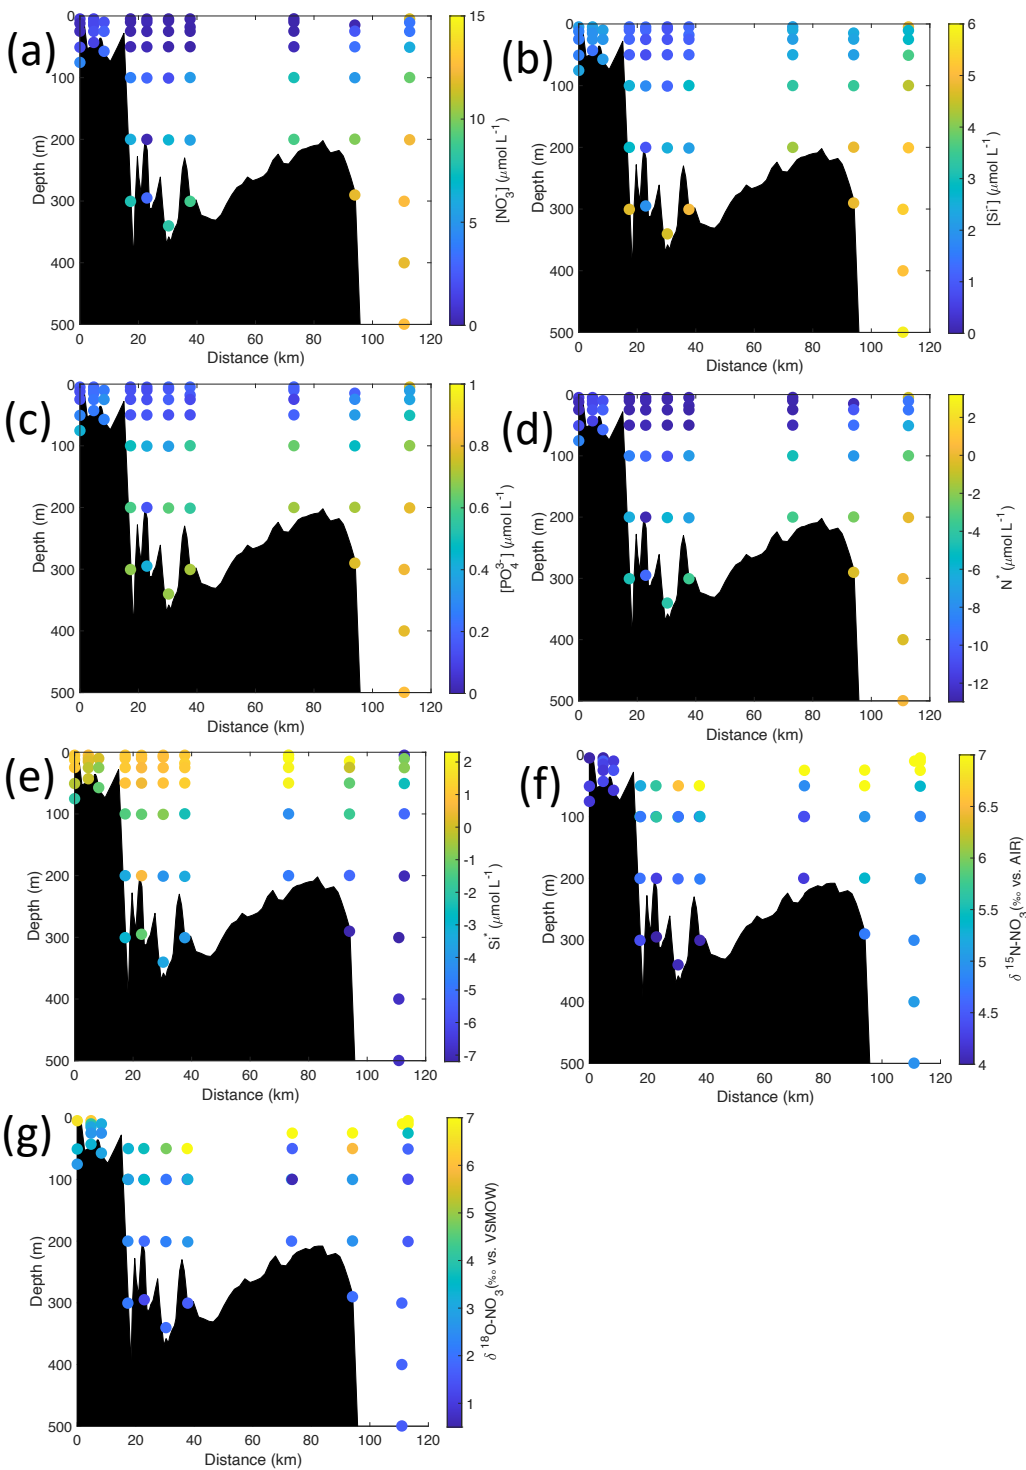 (a)
0
100
200
300
400
500
Depth (m)
0 20 40 60 80 100 120
Distance (km)
15
10
5
0
[NO₃⁻] (μmol L⁻¹)
(b)
0
100
200
300
400
500
Depth (m)
0 20 40 60 80 100 120
Distance (km)
6
5
4
3
2
1
0
[Si] (μmol L⁻¹)
(c)
0
100
200
300
400
500
Depth (m)
0 20 40 60 80 100 120
Distance (km)
1
0.8
0.6
0.4
0.2
0
[PO₄³⁻] (μmol L⁻¹)
(d)
0
100
200
300
400
500
Depth (m)
0 20 40 60 80 100 120
Distance (km)
2
0
-2
-4
-6
-8
-10
-12
N* (μmol L⁻¹)
(e)
0
100
200
300
400
500
Depth (m)
0 20 40 60 80 100 120
Distance (km)
2
1
0
-1
-2
-3
-4
-5
-6
-7
Si* (μmol L⁻¹)
(f)
0
100
200
300
400
500
Depth (m)
0 20 40 60 80 100 120
Distance (km)
7
6.5
6
5.5
5
4.5
4
δ ¹⁵N-NO₃(‰ vs. AIR)
(g)
0
100
200
300
400
500
Depth (m)
0 20 40 60 80 100 120
Distance (km)
7
6
5
4
3
2
1
δ ¹⁸O-NO₃(‰ vs. VSMOW)